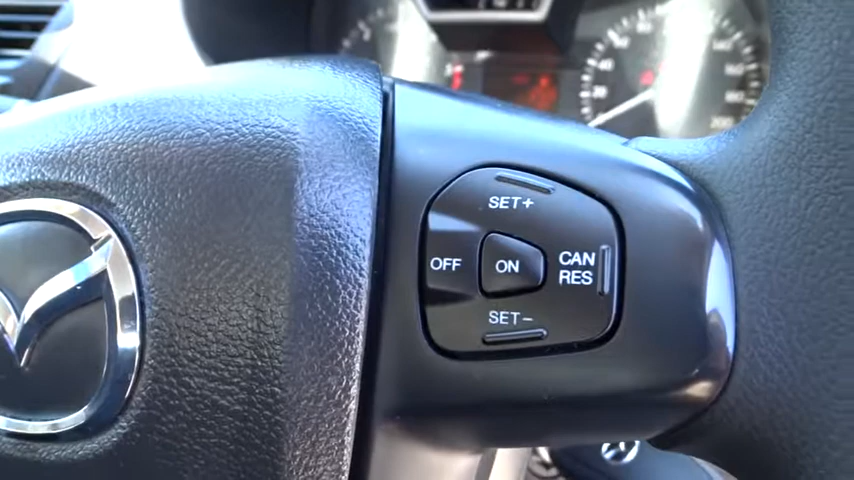 SET+
OFF
ON
CAN
RES
SET−